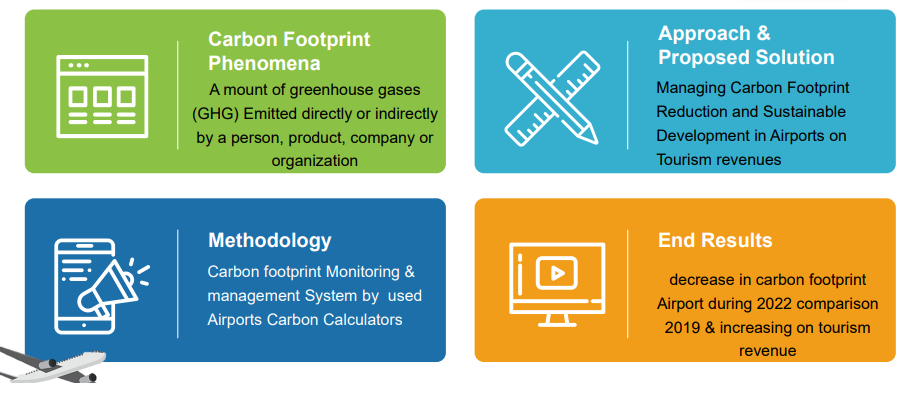 Carbon Footprint
Phenomena
A mount of greenhouse gases
(GHG) Emitted directly or indirectly
by a person, product, company or
organization
Approach &
Proposed Solution
Managing Carbon Footprint
Reduction and Sustainable
Development in Airports on
Tourism revenues
Methodology
Carbon footprint Monitoring &
management System by used
Airports Carbon Calculators
End Results
decrease in carbon footprint
Airport during 2022 comparison
2019 & increasing on tourism
revenue